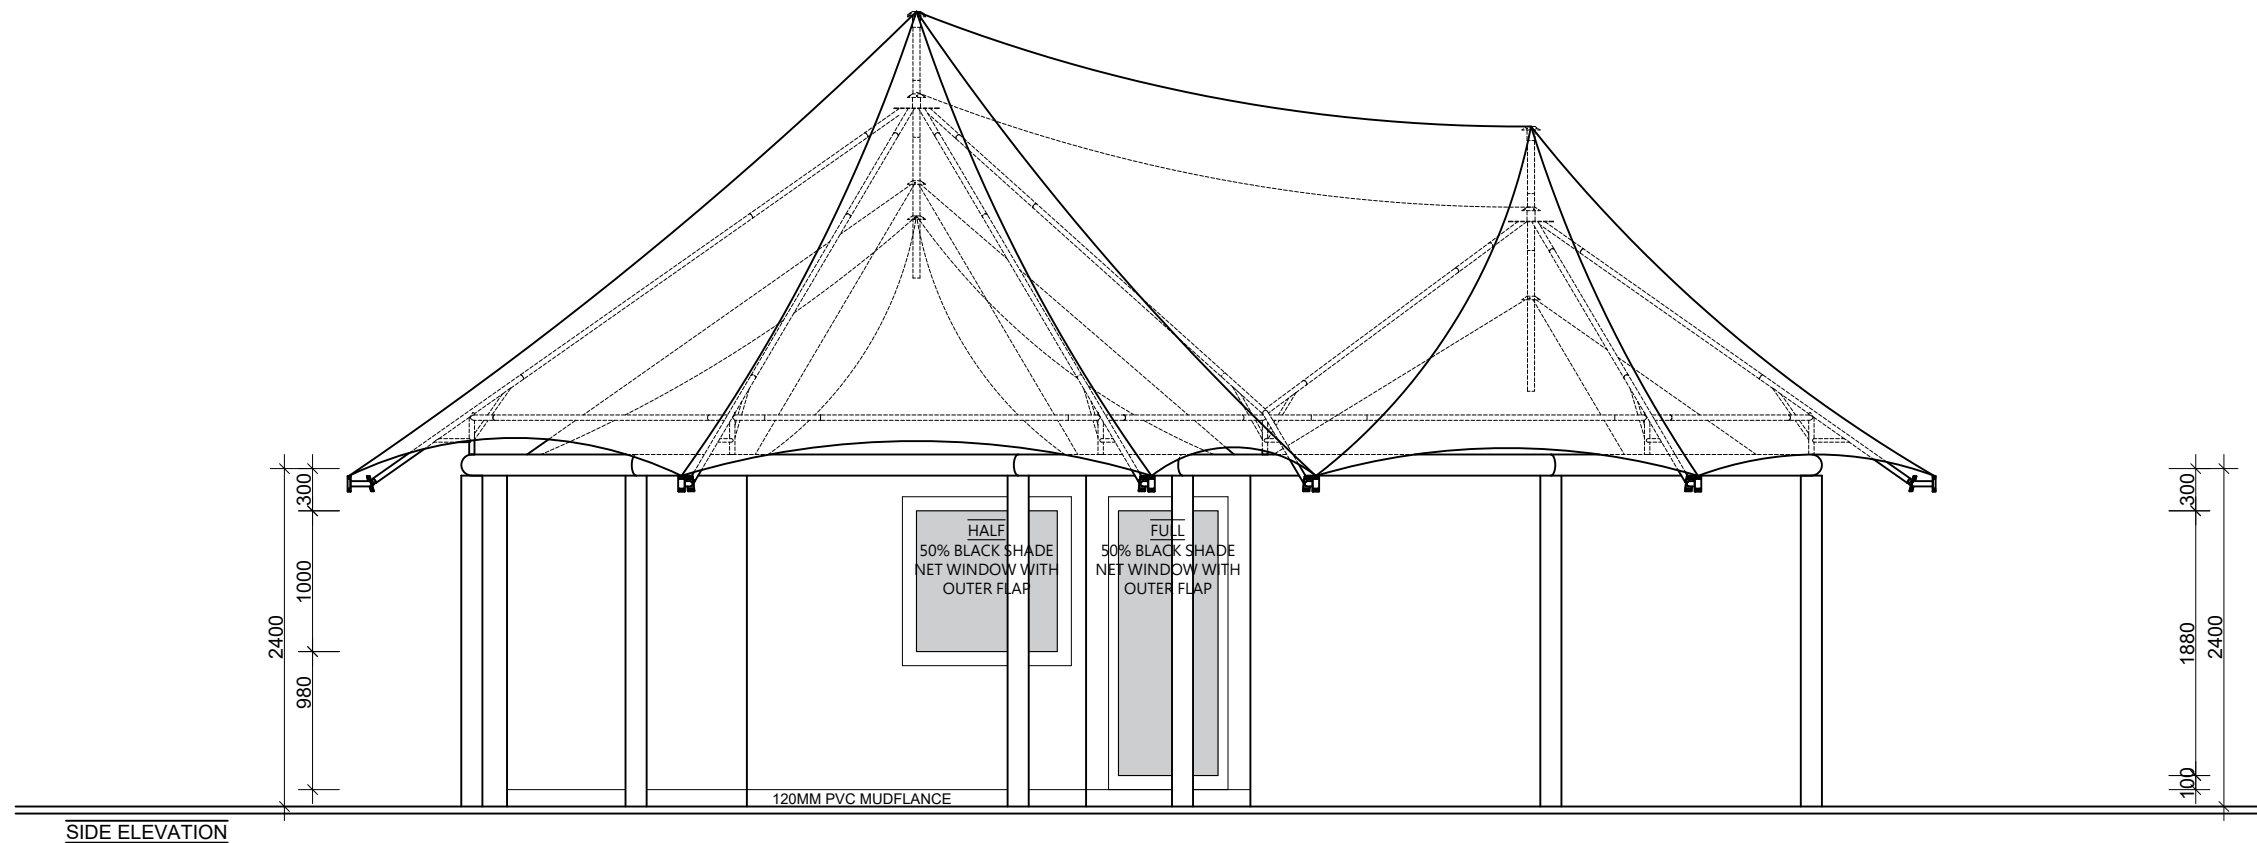 HALF
50% BLACK SHADE
NET WINDOW WITH
OUTER FLAP
FULL
50% BLACK SHADE
NET WINDOW WITH
OUTER FLAP
300
1000
2400
980
300
1880
2400
100
120MM PVC MUDFLANCE
SIDE ELEVATION